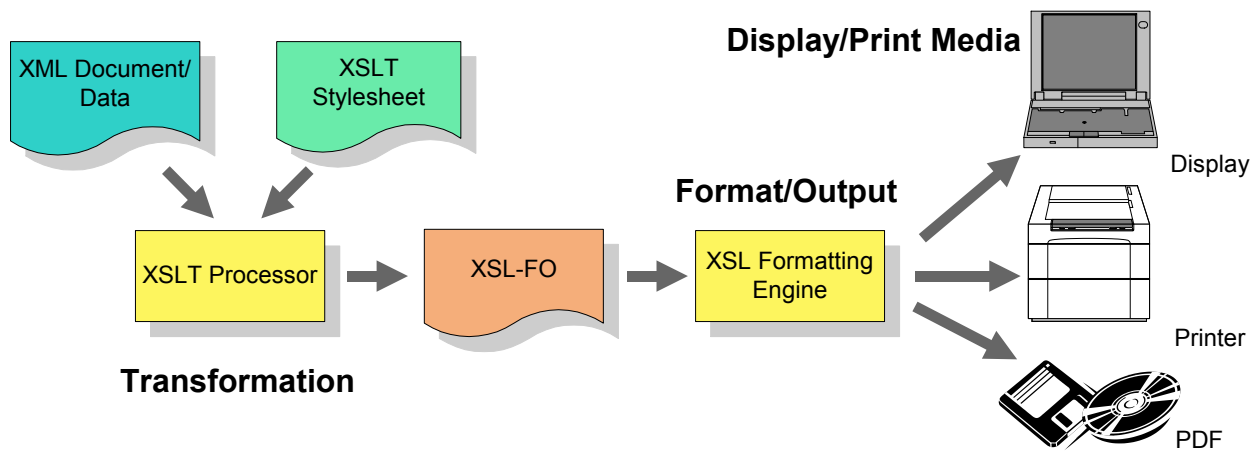 Display/Print Media
XML Document/
Data
XSLT
Stylesheet
Display
Format/Output
XSLT Processor
XSL-FO
XSL Formatting
Engine
Printer
Transformation
PDF